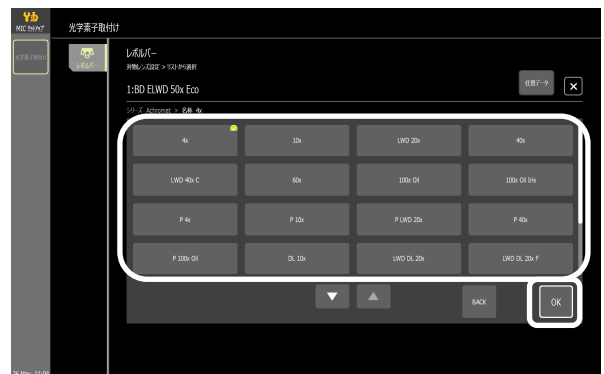 MIC セットアップ
光学素子取付け
光学素子取付け
レボルバー
レボルバー
対物レンズ設定 > リストから選択
任意データ
×
1:BD ELWD 50x Eco
シリーズ Achromat > 名称 4x
4x
10x
LWD 20x
40x
LWD 40x C
60x
100x Oil
100x Oil Iris
P 4x
P 10x
P LWD 20x
P 40x
P 100x Oil
DL 10x
LWD DL 20x
LWD DL 20x F
BACK
OK